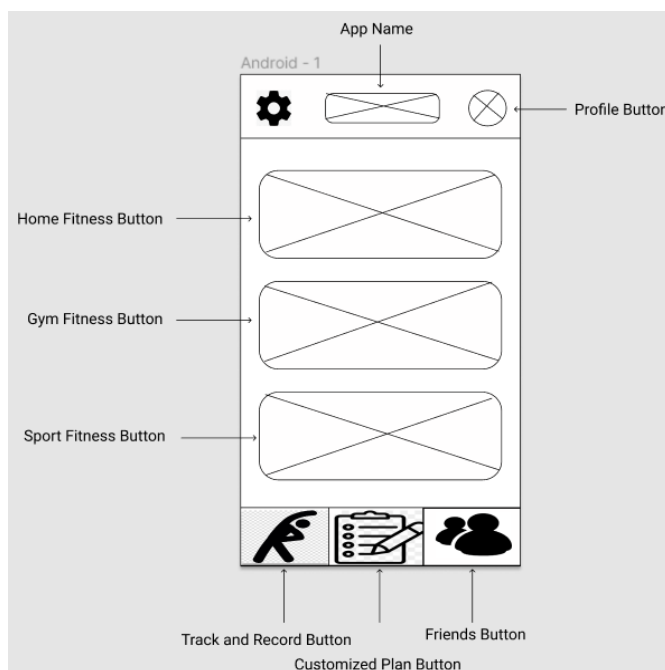 App Name
Android - 1
Profile Button
Home Fitness Button
Gym Fitness Button
Sport Fitness Button
Track and Record Button
Friends Button
Customized Plan Button